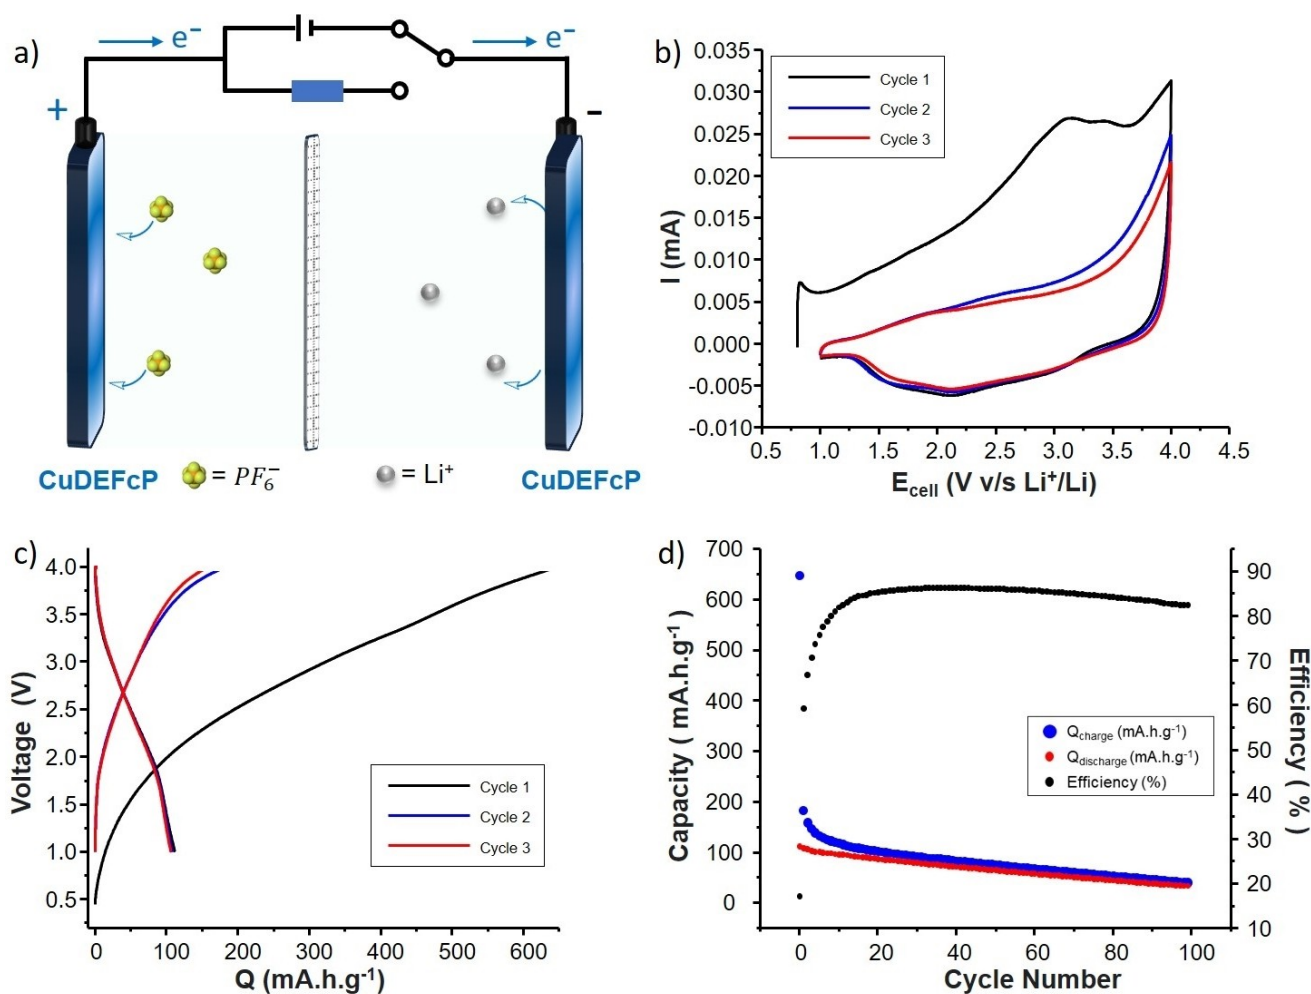 a)
e⁻
e⁻
+
-
CuDEFcP
= PF₆⁻
= Li⁺
CuDEFcP
b)
0.035
0.030
0.025
0.020
0.015
0.010
0.005
0.000
-0.005
-0.010
I (mA)
Cycle 1
Cycle 2
Cycle 3
0.5 1.0 1.5 2.0 2.5 3.0 3.5 4.0 4.5
E_cell (V v/s Li⁺/Li)
c)
4.0
3.5
3.0
2.5
2.0
1.5
1.0
0.5
Voltage (V)
Cycle 1
Cycle 2
Cycle 3
0 100 200 300 400 500 600
Q (mA.h.g⁻¹)
d)
700
600
500
400
300
200
100
0
Capacity ( mA.h.g⁻¹)
Q_charge (mA.h.g⁻¹)
Q_discharge (mA.h.g⁻¹)
Efficiency (%)
90
80
70
60
50
40
30
20
10
Efficiency ( %)
0 20 40 60 80 100
Cycle Number